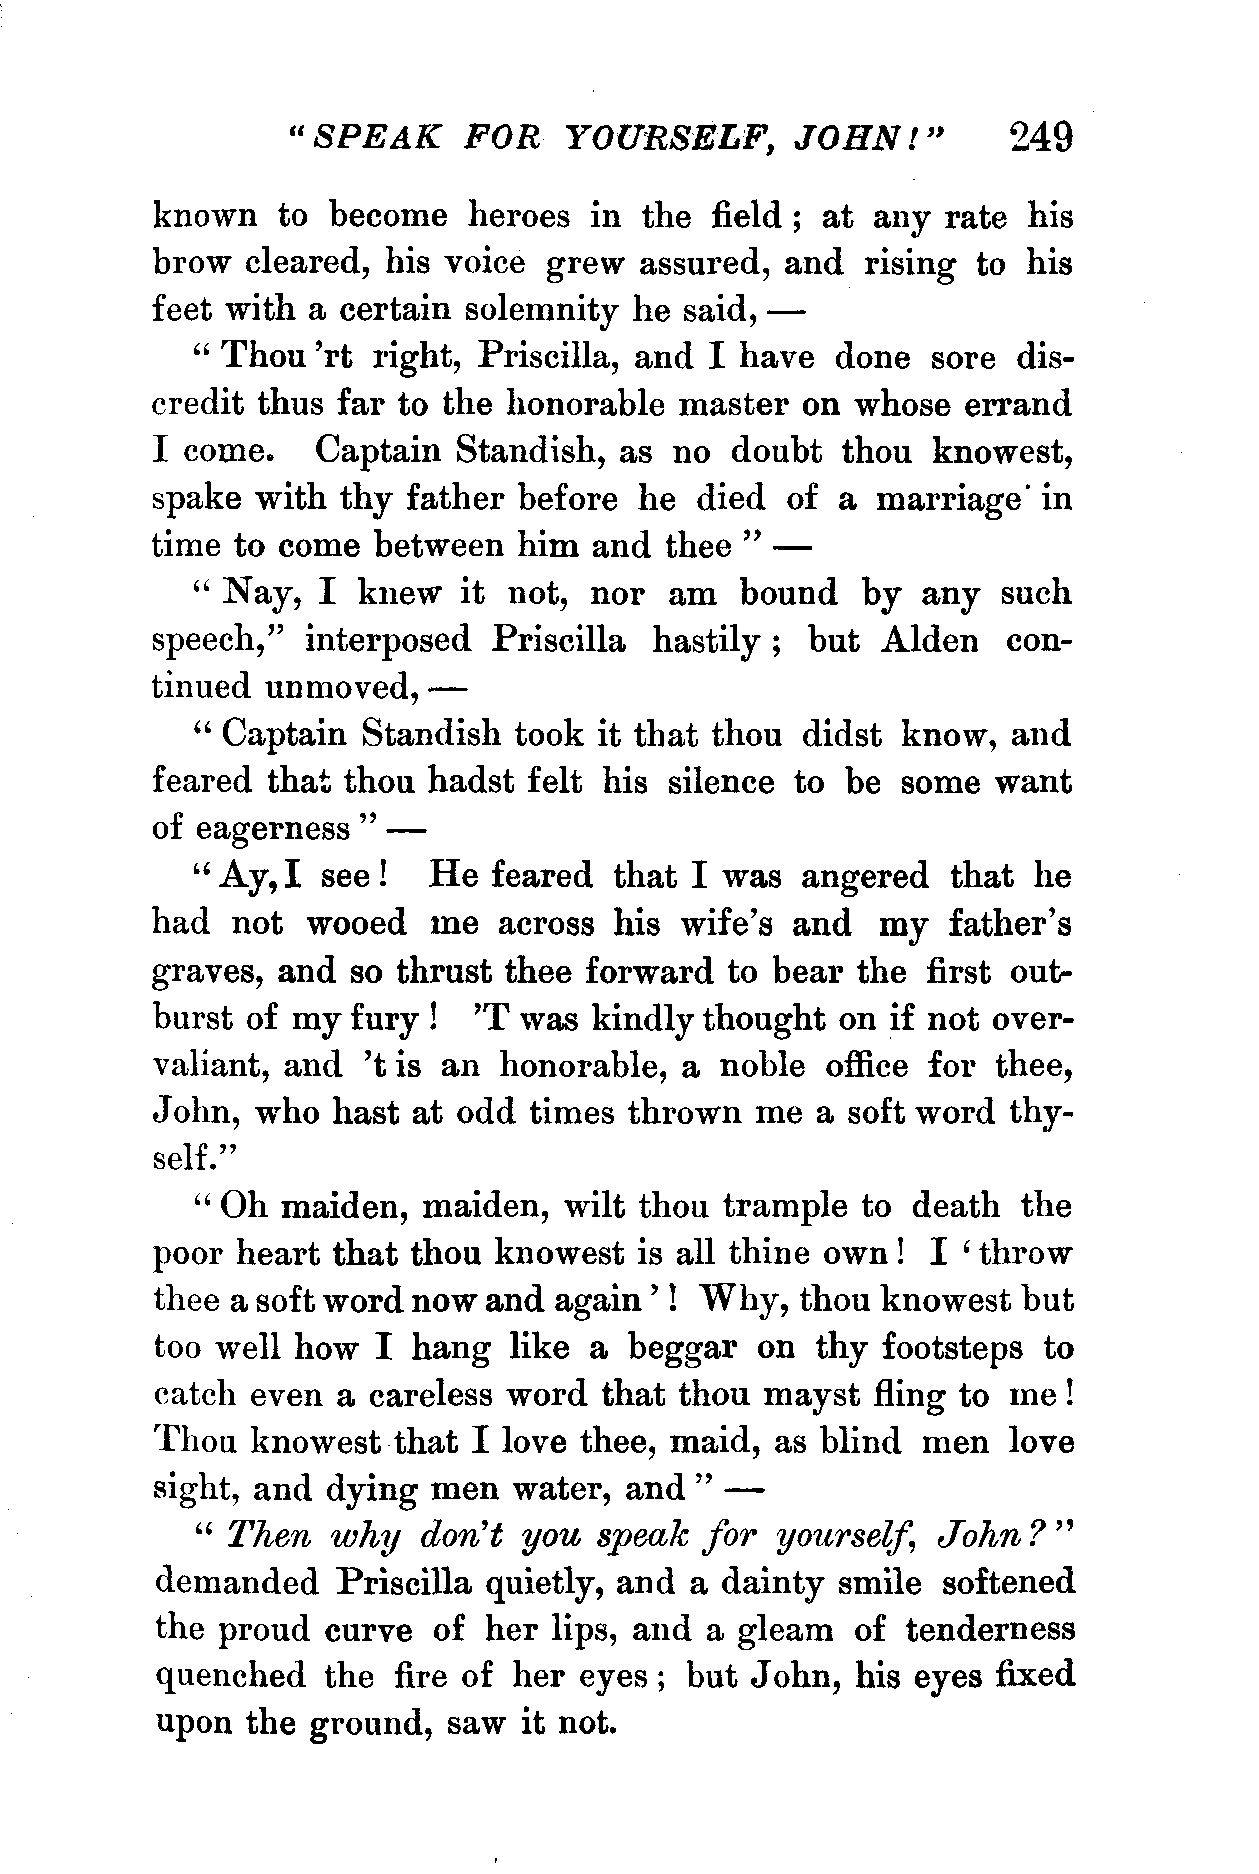 "SPEAK FOR YOURSELF, JOHN!" 249
known to become heroes in the field; at any rate his
brow cleared, his voice grew assured, and rising to his
feet with a certain solemnity he said, —
"Thou 'rt right, Priscilla, and I have done sore dis-
credit thus far to the honorable master on whose errand
I come. Captain Standish, as no doubt thou knowest,
spake with thy father before he died of a marriage in
time to come between him and thee" —
"Nay, I knew it not, nor am bound by any such
speech," interposed Priscilla hastily; but Alden con-
tinued unmoved, —
"Captain Standish took it that thou didst know, and
feared that thou hadst felt his silence to be some want
of eagerness" —
"Ay, I see! He feared that I was angered that he
had not wooed me across his wife's and my father's
graves, and so thrust thee forward to bear the first out-
burst of my fury! 'T was kindly thought on if not over-
valiant, and 't is an honorable, a noble office for thee,
John, who hast at odd times thrown me a soft word thy-
self."
"Oh maiden, maiden, wilt thou trample to death the
poor heart that thou knowest is all thine own! I 'throw
thee a soft word now and again'! Why, thou knowest but
too well how I hang like a beggar on thy footsteps to
catch even a careless word that thou mayst fling to me!
Thou knowest that I love thee, maid, as blind men love
sight, and dying men water, and" —
"Then why don't you speak for yourself, John?"
demanded Priscilla quietly, and a dainty smile softened
the proud curve of her lips, and a gleam of tenderness
quenched the fire of her eyes; but John, his eyes fixed
upon the ground, saw it not.